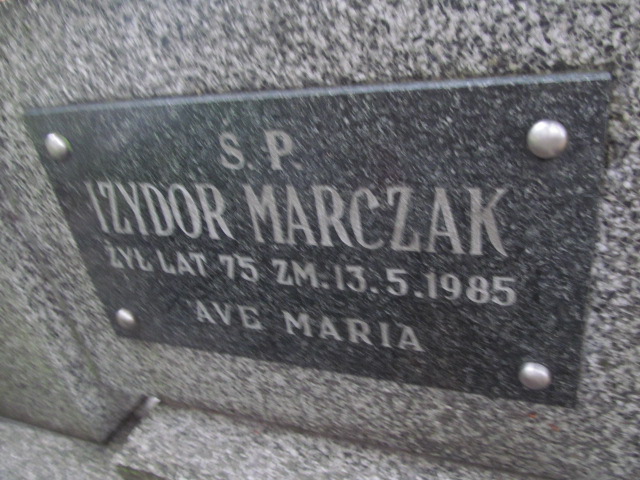 S. P.
IZYDOR MARCZAK
ŻYŁ LAT 75 ZM. 13.5.1985
AVE MARIA